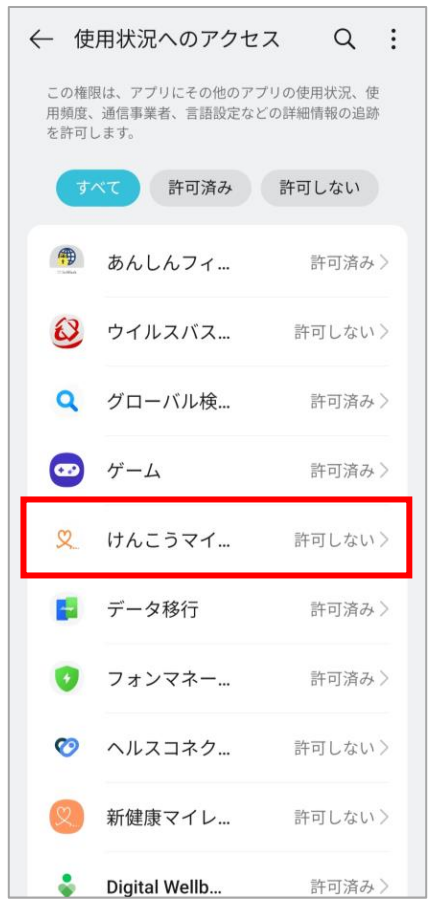 使用状況へのアクセス
この権限は、アプリにその他のアプリの使用状況、使
用頻度、通信事業者、言語設定などの詳細情報の追跡
を許可します。
すべて 許可済み 許可しない
あんしんフィ... 許可済み
ウイルスバス... 許可しない
グローバル検... 許可済み
ゲーム 許可済み
けんこうマイ... 許可しない
データ移行 許可済み
フォンマネー... 許可済み
ヘルスコネク... 許可しない
新健康マイレ... 許可しない
Digital Wellb... 許可済み